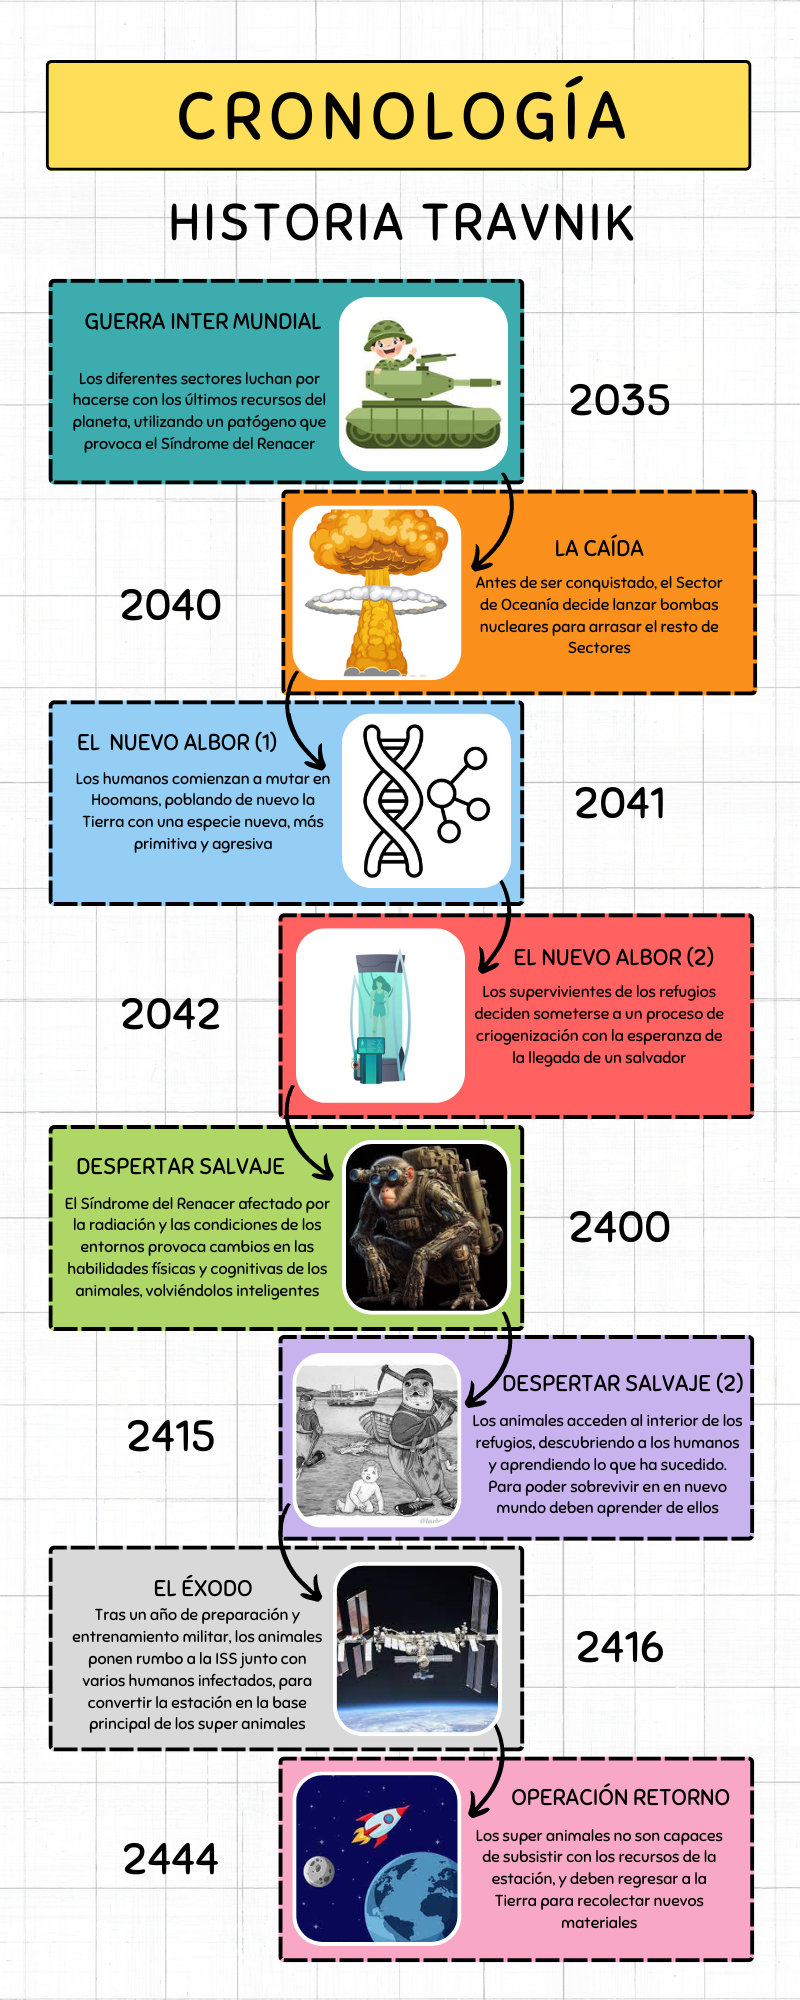 CRONOLOGÍA
HISTORIA TRAVNIK
GUERRA INTER MUNDIAL
Los diferentes sectores luchan por
hacerse con los últimos recursos del
planeta, utilizando un patógeno que
provoca el Síndrome del Renacer
2035
LA CAÍDA
Antes de ser conquistado, el Sector
de Oceanía decide lanzar bombas
nucleares para arrasar el resto de
Sectores
2040
EL NUEVO ALBOR (1)
Los humanos comienzan a mutar en
Hoomans, poblando de nuevo la
Tierra con una especie nueva, más
primitiva y agresiva
2041
EL NUEVO ALBOR (2)
Los supervivientes de los refugios
deciden someterse a un proceso de
criogenización con la esperanza de
la llegada de un salvador
2042
DESPERTAR SALVAJE
El Síndrome del Renacer afectado por
la radiación y las condiciones de los
entornos provoca cambios en las
habilidades físicas y cognitivas de los
animales, volviéndolos inteligentes
2400
DESPERTAR SALVAJE (2)
Los animales acceden al interior de los
refugios, descubriendo a los humanos
y aprendiendo lo que ha sucedido.
Para poder sobrevivir en en nuevo
mundo deben aprender de ellos
2415
EL ÉXODO
Tras un año de preparación y
entrenamiento militar, los animales
ponen rumbo a la ISS junto con
varios humanos infectados, para
convertir la estación en la base
principal de los super animales
2416
OPERACIÓN RETORNO
Los super animales no son capaces
de subsistir con los recursos de la
estación, y deben regresar a la
Tierra para recolectar nuevos
materiales
2444